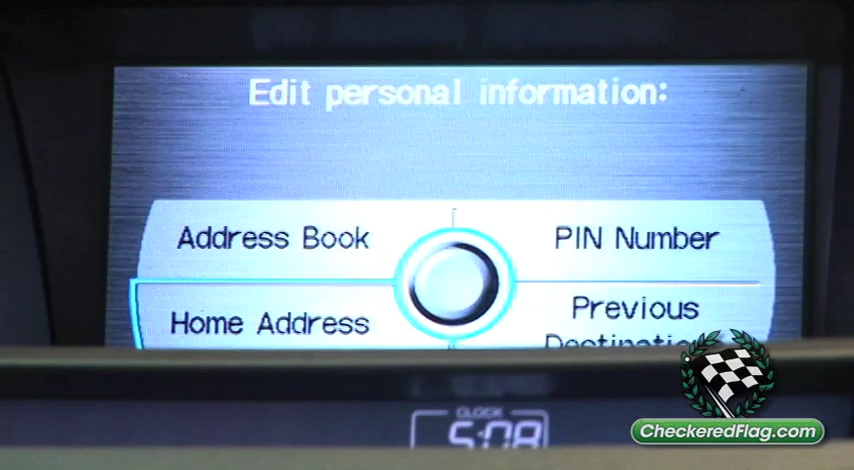 Edit personal information:
Address Book
PIN Number
Home Address
Previous
CLOCK
5:08
CheckeredFlag.com